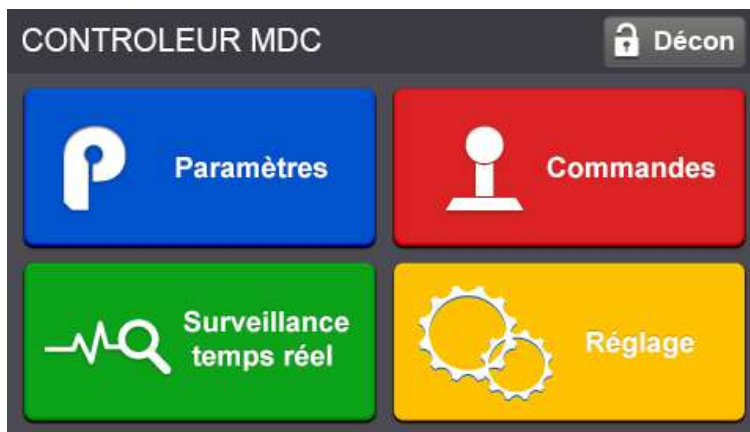 CONTROLEUR MDC
Décon
Paramètres
Commandes
Surveillance
temps réel
Réglage